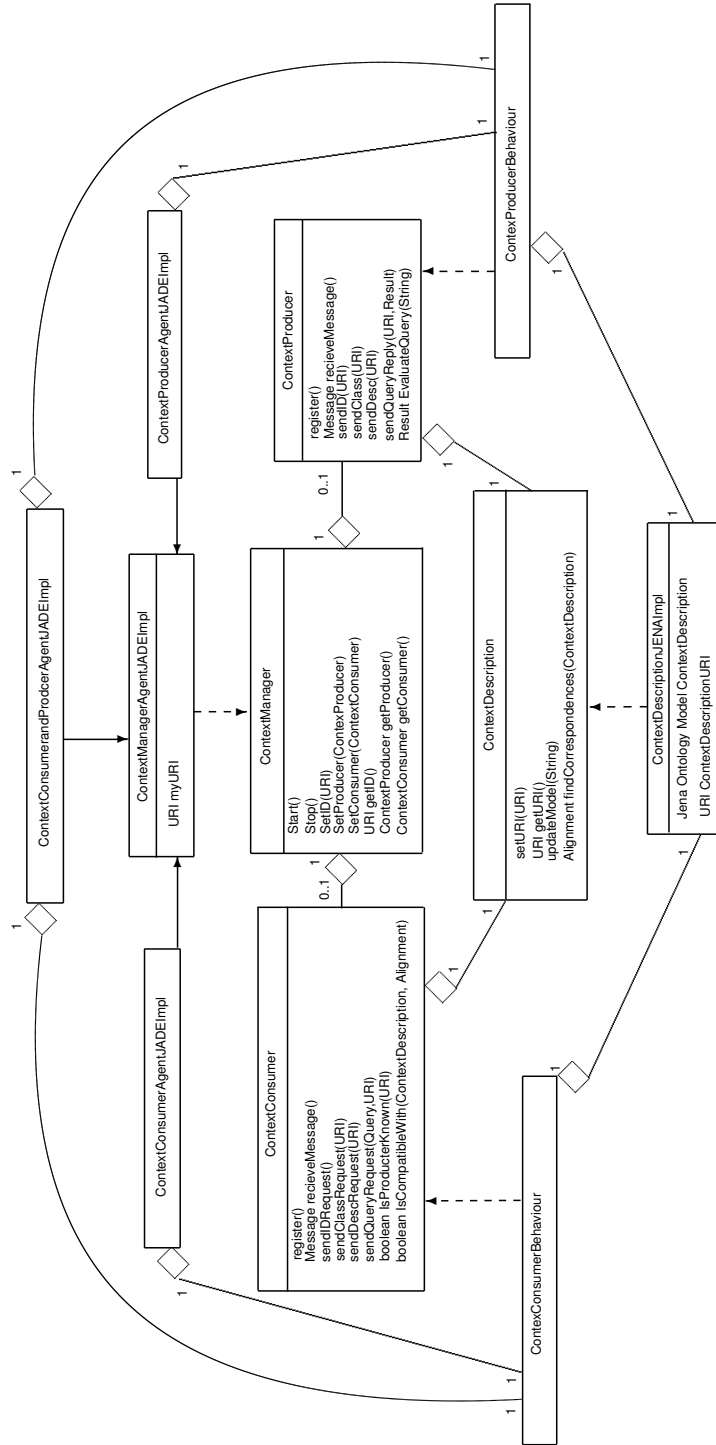 ContextConsumerandProdcerAgentJADEImpl
1
1
ContextConsumerAgentJADEImpl
ContextManagerAgentJADEImpl
URI myURI
ContextProducerAgentJADEImpl
1
1
ContextConsumer
register()
Message recieveMessage()
sendIDRequest()
sendClassRequest(URI)
sendDescRequest(URI)
sendQueryRequest(Query,URI)
boolean IsProducterKnown(URI)
boolean IsCompatibleWith(ContextDescription, Alignment)
0..1
1
ContextManager
Start()
Stop()
SetID(URI)
SetProducer(ContexProducer)
SetConsumer(ContextConsumer)
URI getID()
ContextProducer getProducer()
ContextConsumer getConsumer()
1
0..1
ContextProducer
register()
Message recieveMessage()
sendID(URI)
sendClass(URI)
sendDesc(URI)
sendQueryReply(URI,Result)
Result EvaluateQuery(String)
1
1
1
1
ContextDescription
setURI(URI)
URI getURI()
updateModel(String)
Alignment findCorrespondences(ContextDescription)
1
1
1
1
ContexConsumerBehaviour
ContexProducerBehaviour
1
1
1
1
ContextDescriptionJENAImpl
Jena Ontology Model ContextDescription
URI ContextDescriptionURI